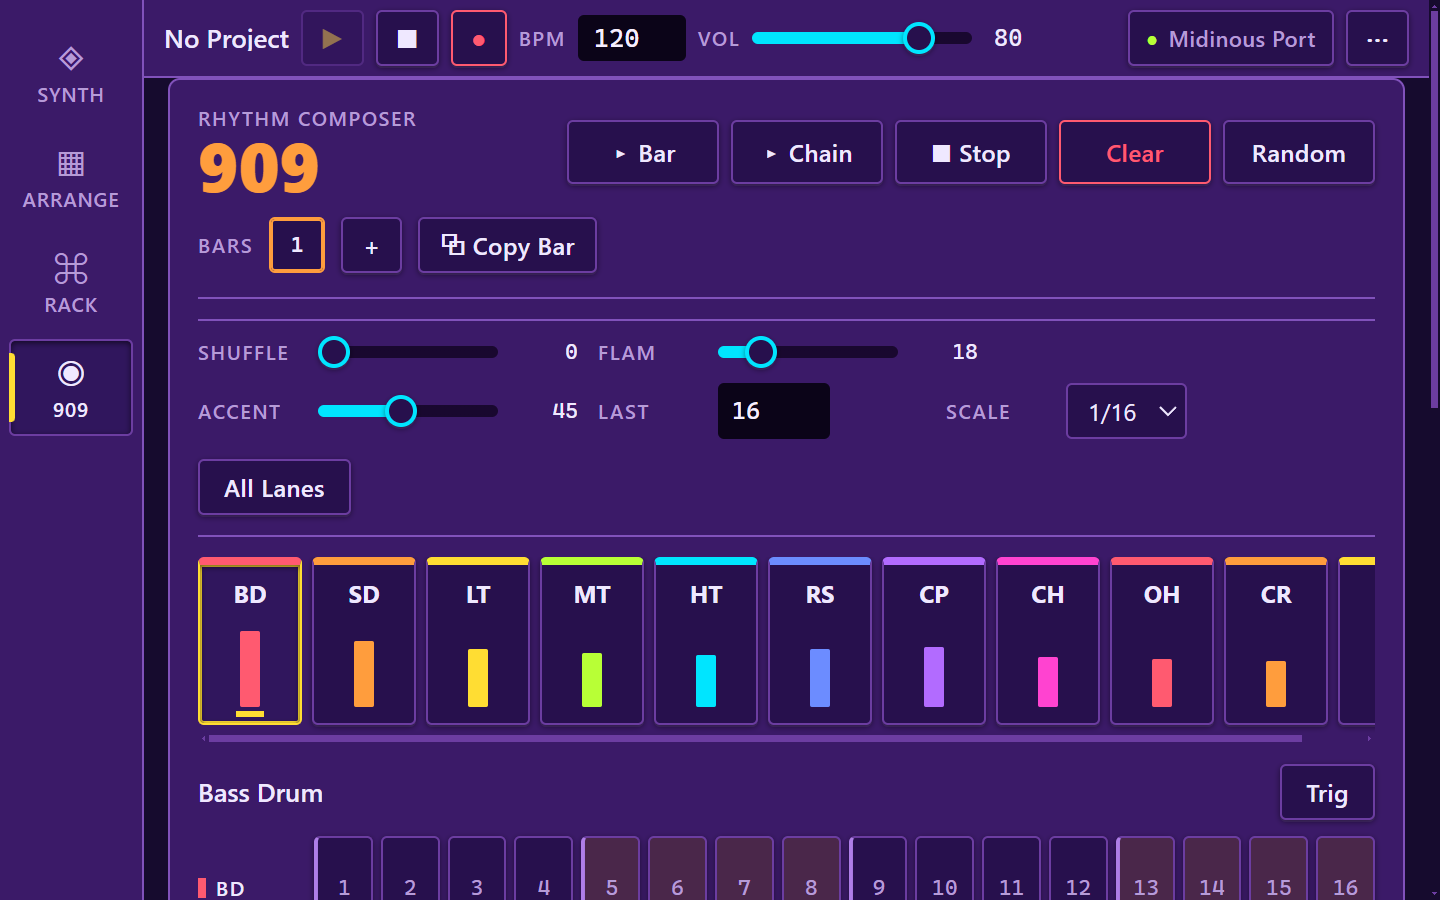 No Project
BPM 120 VOL 80
Midinous Port
...
SYNTH
ARRANGE
RACK
909
RHYTHM COMPOSER
909
Bar
Chain
Stop
Clear
Random
BARS 1 + Copy Bar
SHUFFLE 0 FLAM 18
ACCENT 45 LAST 16 SCALE 1/16
All Lanes
BD SD LT MT HT RS CP CH OH CR
Bass Drum
Trig
BD 1 2 3 4 5 6 7 8 9 10 11 12 13 14 15 16